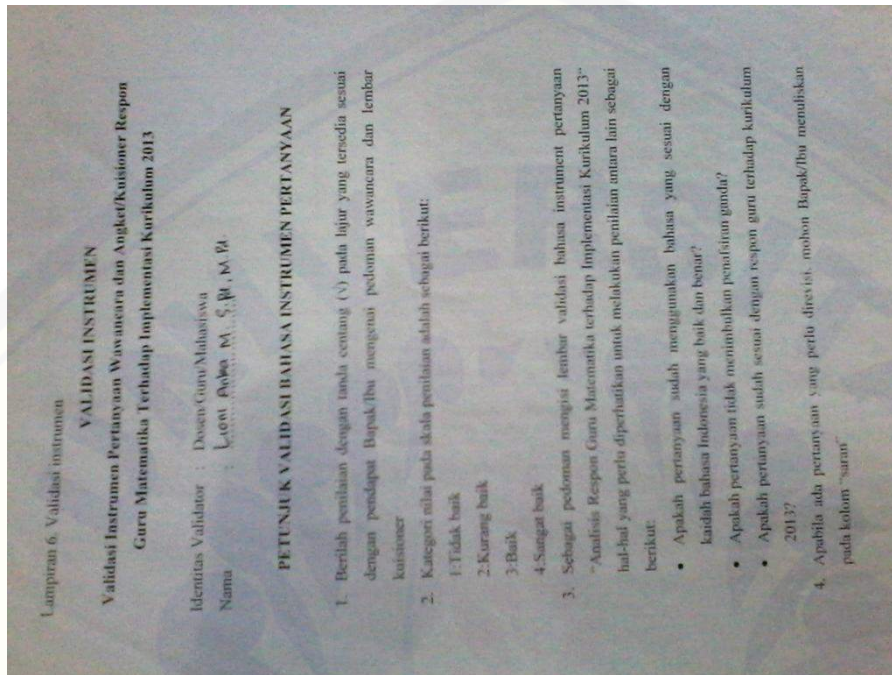 Lampiran 6. Validasi instrumen
VALIDASI INSTRUMEN
Validasi Instrumen Pertanyaan Wawancara dan Angket/Kuisioner Respon
Guru Matematika Terhadap Implementasi Kurikulum 2013
Identitas Validator : Dosen/Guru/Mahasiswa
Nama : M. S.Pd, M.Pd
PETUNJUK VALIDASI BAHASA INSTRUMEN PERTANYAAN
1. Berilah penilaian dengan tanda centang (√) pada lajur yang tersedia sesuai
dengan pendapat Bapak/Ibu mengenai pedoman wawancara dan lembar
kuisioner
2. Kategori nilai pada skala penilaian adalah sebagai berikut:
1:Tidak baik
2:Kurang baik
3:Baik
4:Sangat baik
3. Sebagai pedoman mengisi lembar validasi bahasa instrument pertanyaan
“Analisis Respon Guru Matematika terhadap Implementasi Kurikulum 2013“
hal-hal yang perlu diperhatikan untuk melakukan penilaian antara lain sebagai
berikut:
• Apakah pertanyaan sudah menggunakan bahasa yang sesuai dengan
kaidah bahasa Indonesia yang baik dan benar?
• Apakah pertanyaan tidak menimbulkan penafsiran ganda?
• Apakah pertanyaan sudah sesuai dengan respon guru terhadap kurikulum
2013?
4. Apabila ada pertanyaan yang perlu direvisi, mohon Bapak/Ibu menuliskan
pada kolom “saran”